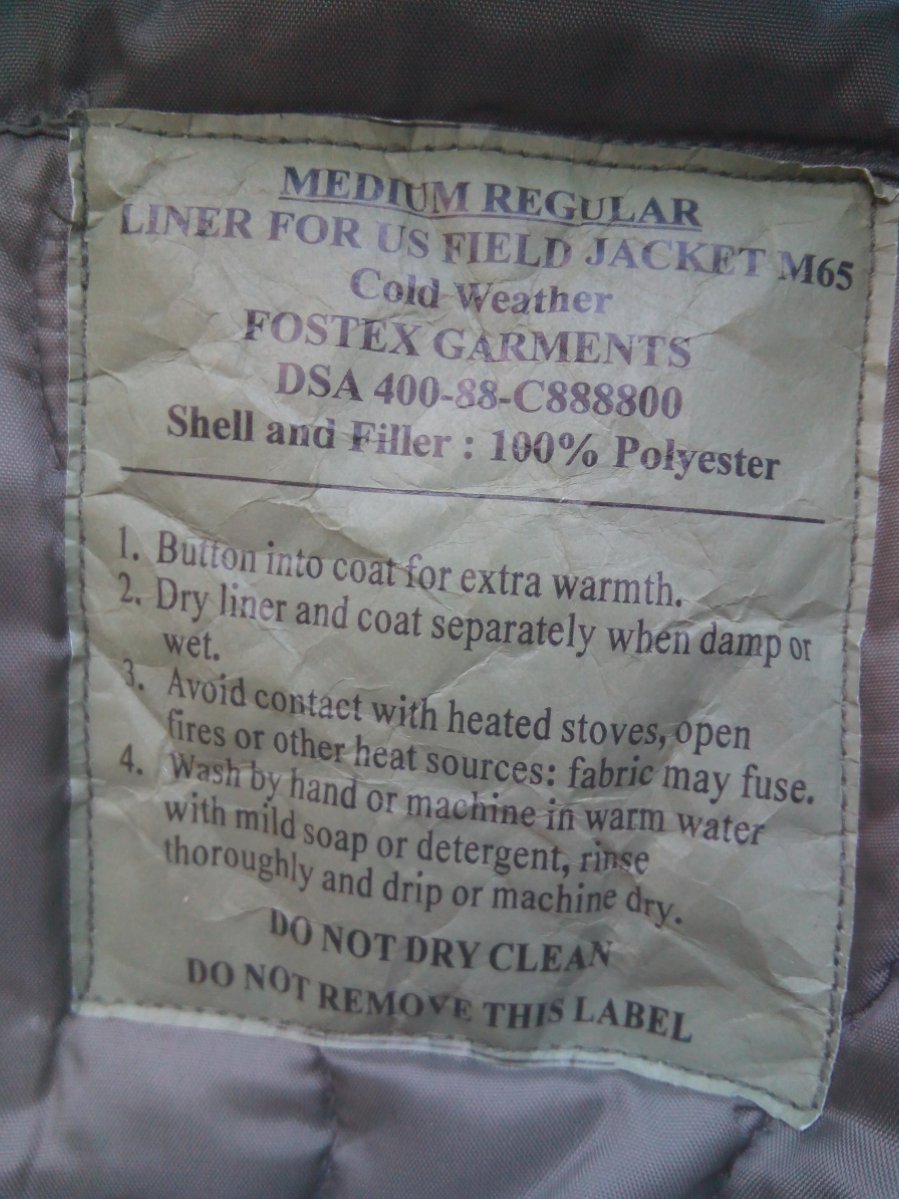 MEDIUM REGULAR
LINER FOR US FIELD JACKET M65
Cold Weather
FOSTEX GARMENTS
DSA 400-88-C888800
Shell and Filler : 100% Polyester
1. Button into coat for extra warmth.
2. Dry liner and coat separately when damp or
wet.
3. Avoid contact with heated stoves, open
fires or other heat sources: fabric may fuse.
4. Wash by hand or machine in warm water
with mild soap or detergent, rinse
thoroughly and drip or machine dry.
DO NOT DRY CLEAN
DO NOT REMOVE THIS LABEL